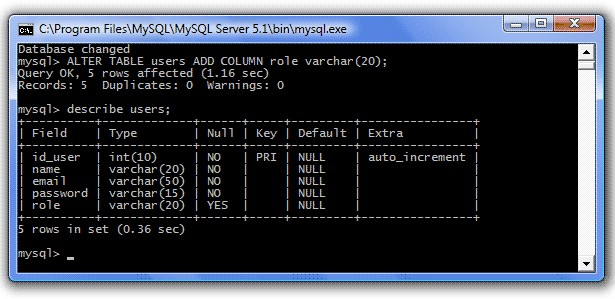 C:\Program Files\MySQL\MySQL Server 5.1\bin\mysql.exe
Database changed
mysql> ALTER TABLE users ADD COLUMN role varchar(20);
Query OK, 5 rows affected (1.16 sec)
Records: 5  Duplicates: 0  Warnings: 0
mysql> describe users;
+----------+-------------+------+-----+---------+----------------+
| Field    | Type        | Null | Key | Default | Extra          |
+----------+-------------+------+-----+---------+----------------+
| id_user  | int(10)     | NO   | PRI | NULL    | auto_increment |
| name     | varchar(20) | NO   |     | NULL    |                |
| email    | varchar(50) | NO   |     | NULL    |                |
| password | varchar(15) | NO   |     | NULL    |                |
| role     | varchar(20) | YES  |     | NULL    |                |
+----------+-------------+------+-----+---------+----------------+
5 rows in set (0.36 sec)
mysql> _